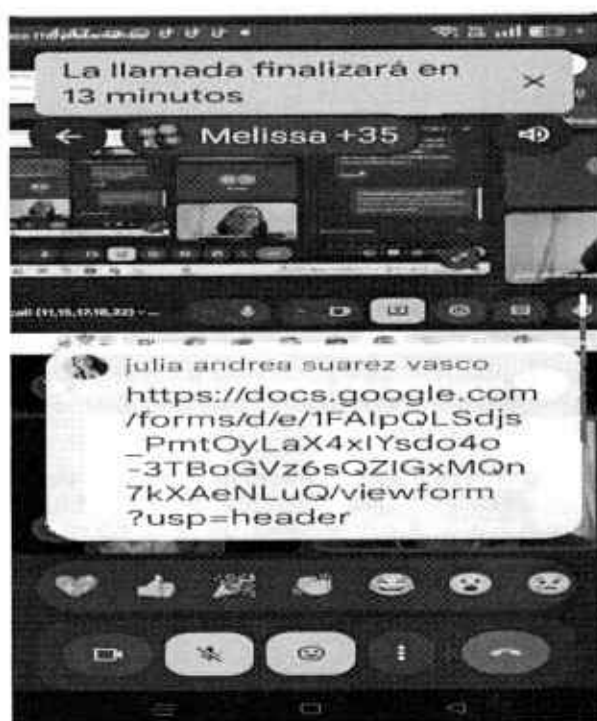 La llamada finalizará en
13 minutos
Melissa +35
julia andrea suarez vasco
https://docs.google.com
/forms/d/e/1FAIpQLSdjs
_PmtOyLaX4xIYsdo4o
-3TBoGVz6sQZIGxMQn
7kXAeNLuQ/viewform
?usp=header